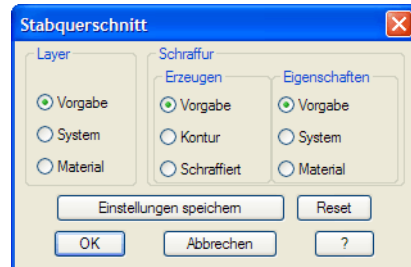 Stabquerschnitt
Layer
Schraffur
Erzeugen
Eigenschaften
Vorgabe
Vorgabe
Vorgabe
System
Kontur
System
Material
Schraffiert
Material
Einstellungen speichern
Reset
OK
Abbrechen
?